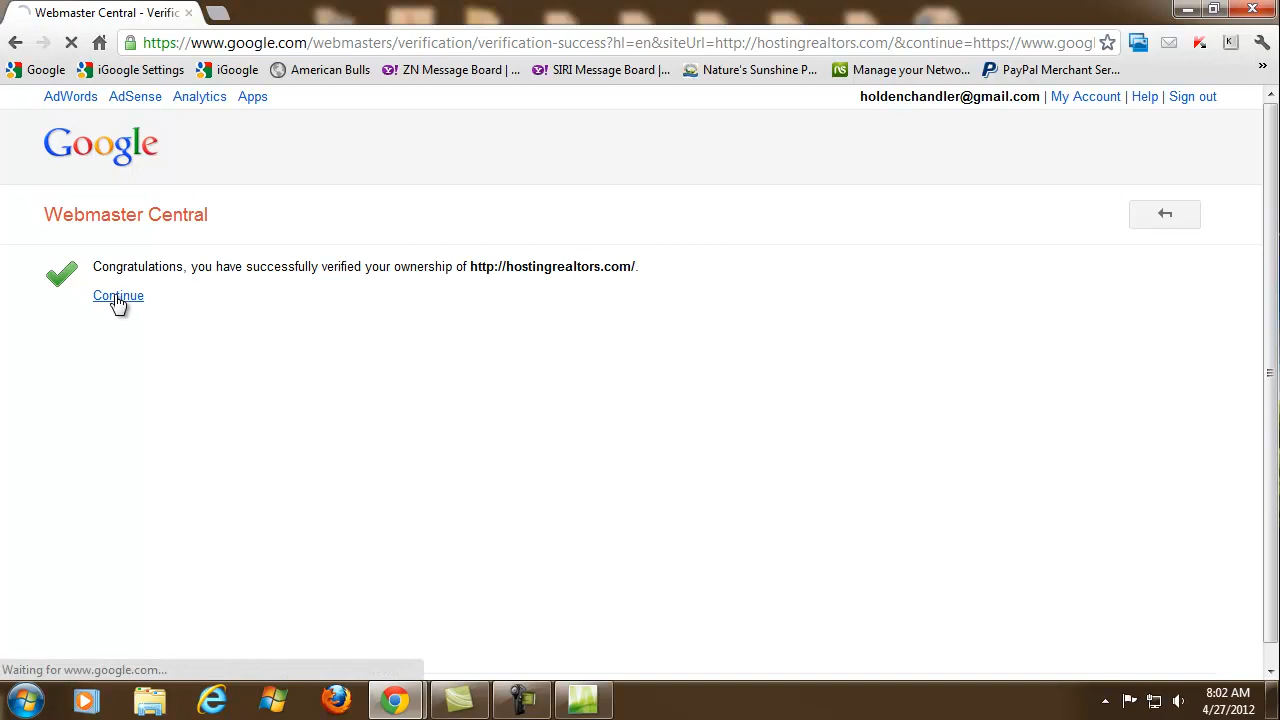 Webmaster Central - Verific
https://www.google.com/webmasters/verification/verification-success?hl=en&siteUrl=http://hostingrealtors.com/&continue=https://www.googl
Google iGoogle Settings iGoogle American Bulls ZN Message Board | ... SIRI Message Board |... Nature's Sunshine P... Manage your Netwo... PayPal Merchant Ser...
AdWords AdSense Analytics Apps holdenchandler@gmail.com | My Account | Help | Sign out
Google
Webmaster Central
Congratulations, you have successfully verified your ownership of http://hostingrealtors.com/.
Continue
Waiting for www.google.com...
8:02 AM
4/27/2012